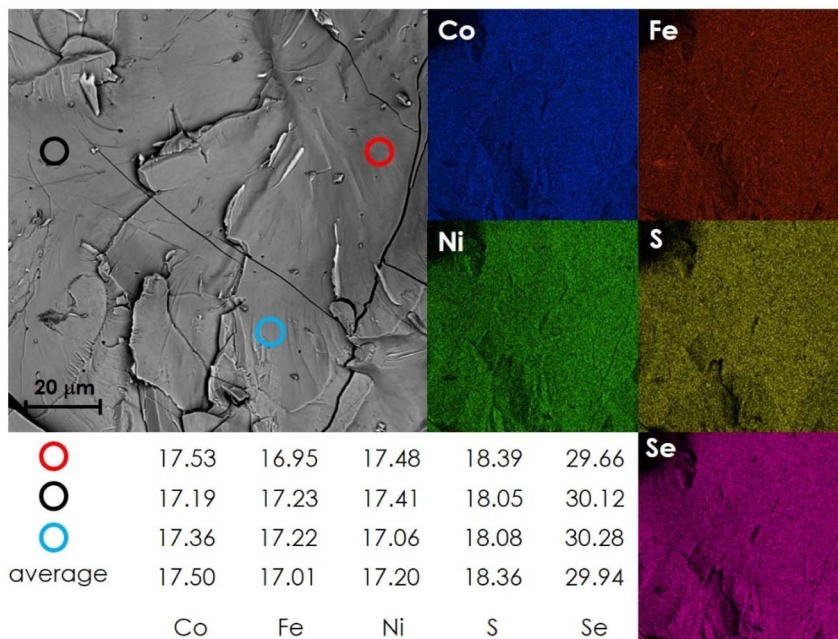 Co
Fe
Ni
S
20 μm
Se
17.53 16.95 17.48 18.39 29.66
17.19 17.23 17.41 18.05 30.12
17.36 17.22 17.06 18.08 30.28
average 17.50 17.01 17.20 18.36 29.94
Co Fe Ni S Se